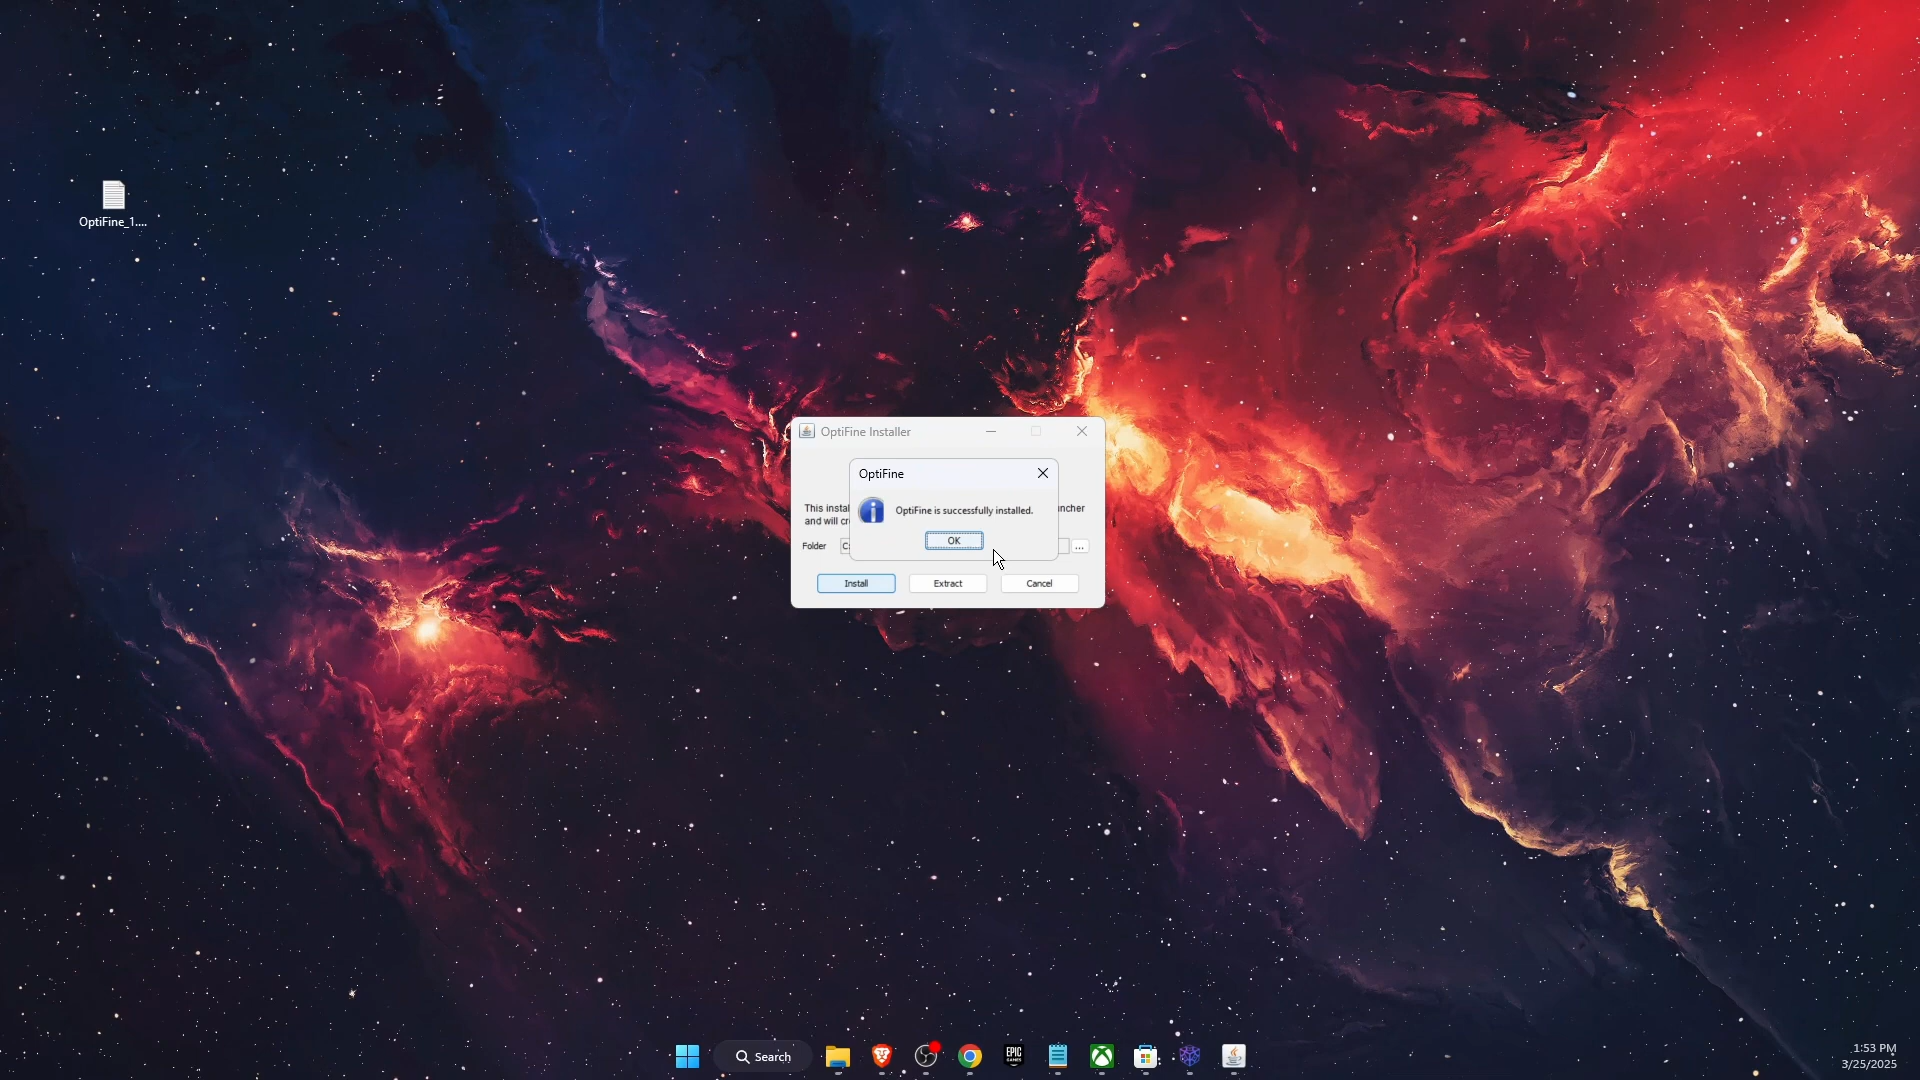 OptiFine_1....
OptiFine Installer
OptiFine
This instal
ncher
and will cr
OptiFine is successfully installed.
OK
Folder
C:
...
Install
Extract
Cancel
Search
EPIC
GAMES
1:53 PM
3/25/2025